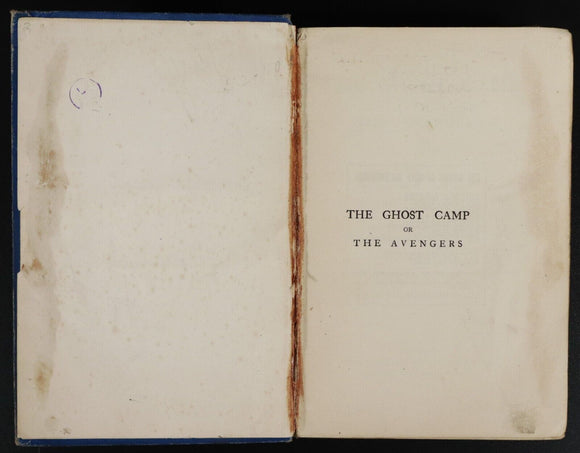 THE GHOST CAMP
OR
THE AVENGERS